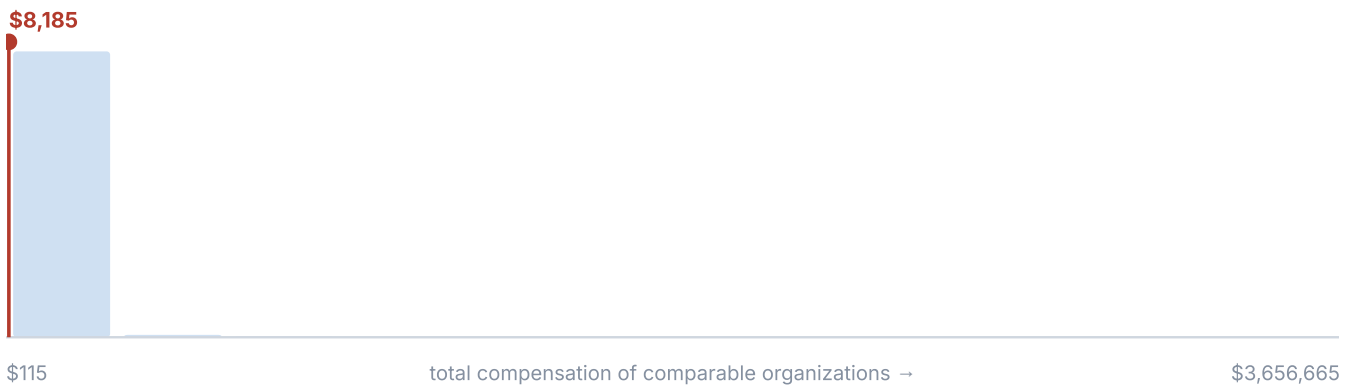 $8,185
$115
total compensation of comparable organizations →
$3,656,665